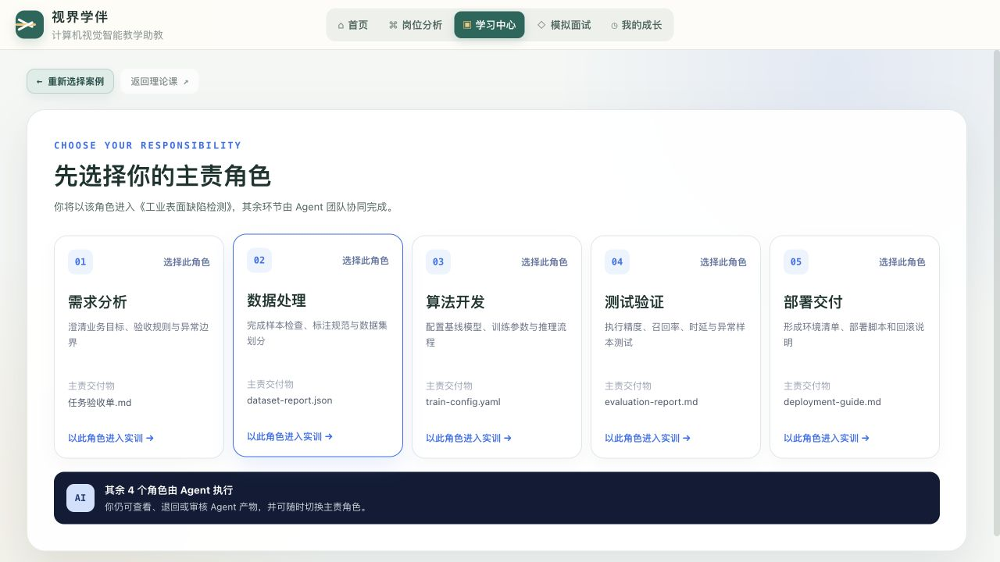 视界学伴
计算机视觉智能教学助教
⌂ 首页
⌘ 岗位分析
▣ 学习中心
◇ 模拟面试
◷ 我的成长
← 重新选择案例
返回理论课 ↗
CHOOSE YOUR RESPONSIBILITY
先选择你的主责角色
你将以该角色进入《工业表面缺陷检测》，其余环节由 Agent 团队协同完成。
01
选择此角色
需求分析
澄清业务目标、验收规则与异常边
界
主责交付物
任务验收单.md
以此角色进入实训 →
02
选择此角色
数据处理
完成样本检查、标注规范与数据集
划分
主责交付物
dataset-report.json
以此角色进入实训 →
03
选择此角色
算法开发
配置基线模型、训练参数与推理流
程
主责交付物
train-config.yaml
以此角色进入实训 →
04
选择此角色
测试验证
执行精度、召回率、时延与异常样
本测试
主责交付物
evaluation-report.md
以此角色进入实训 →
05
选择此角色
部署交付
形成环境清单、部署脚本和回滚说
明
主责交付物
deployment-guide.md
以此角色进入实训 →
AI
其余 4 个角色由 Agent 执行
你仍可查看、退回或审核 Agent 产物，并可随时切换主责角色。